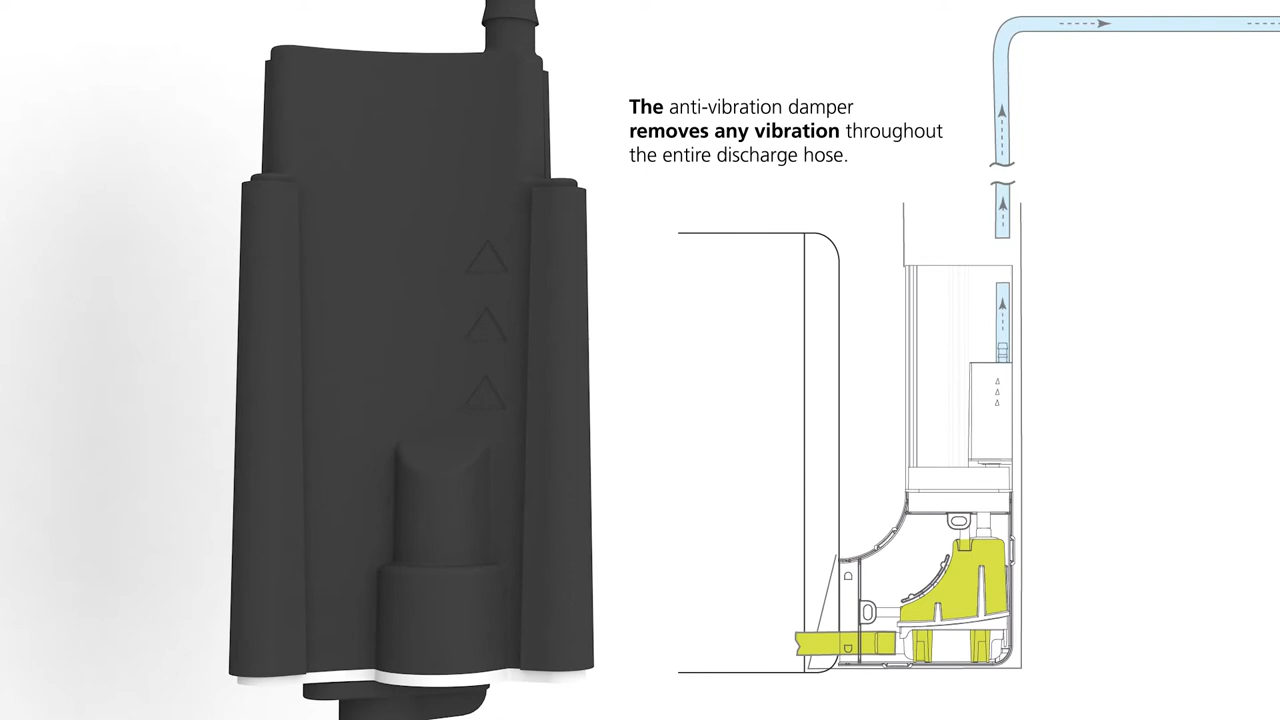 The anti-vibration damper
removes any vibration throughout
the entire discharge hose.